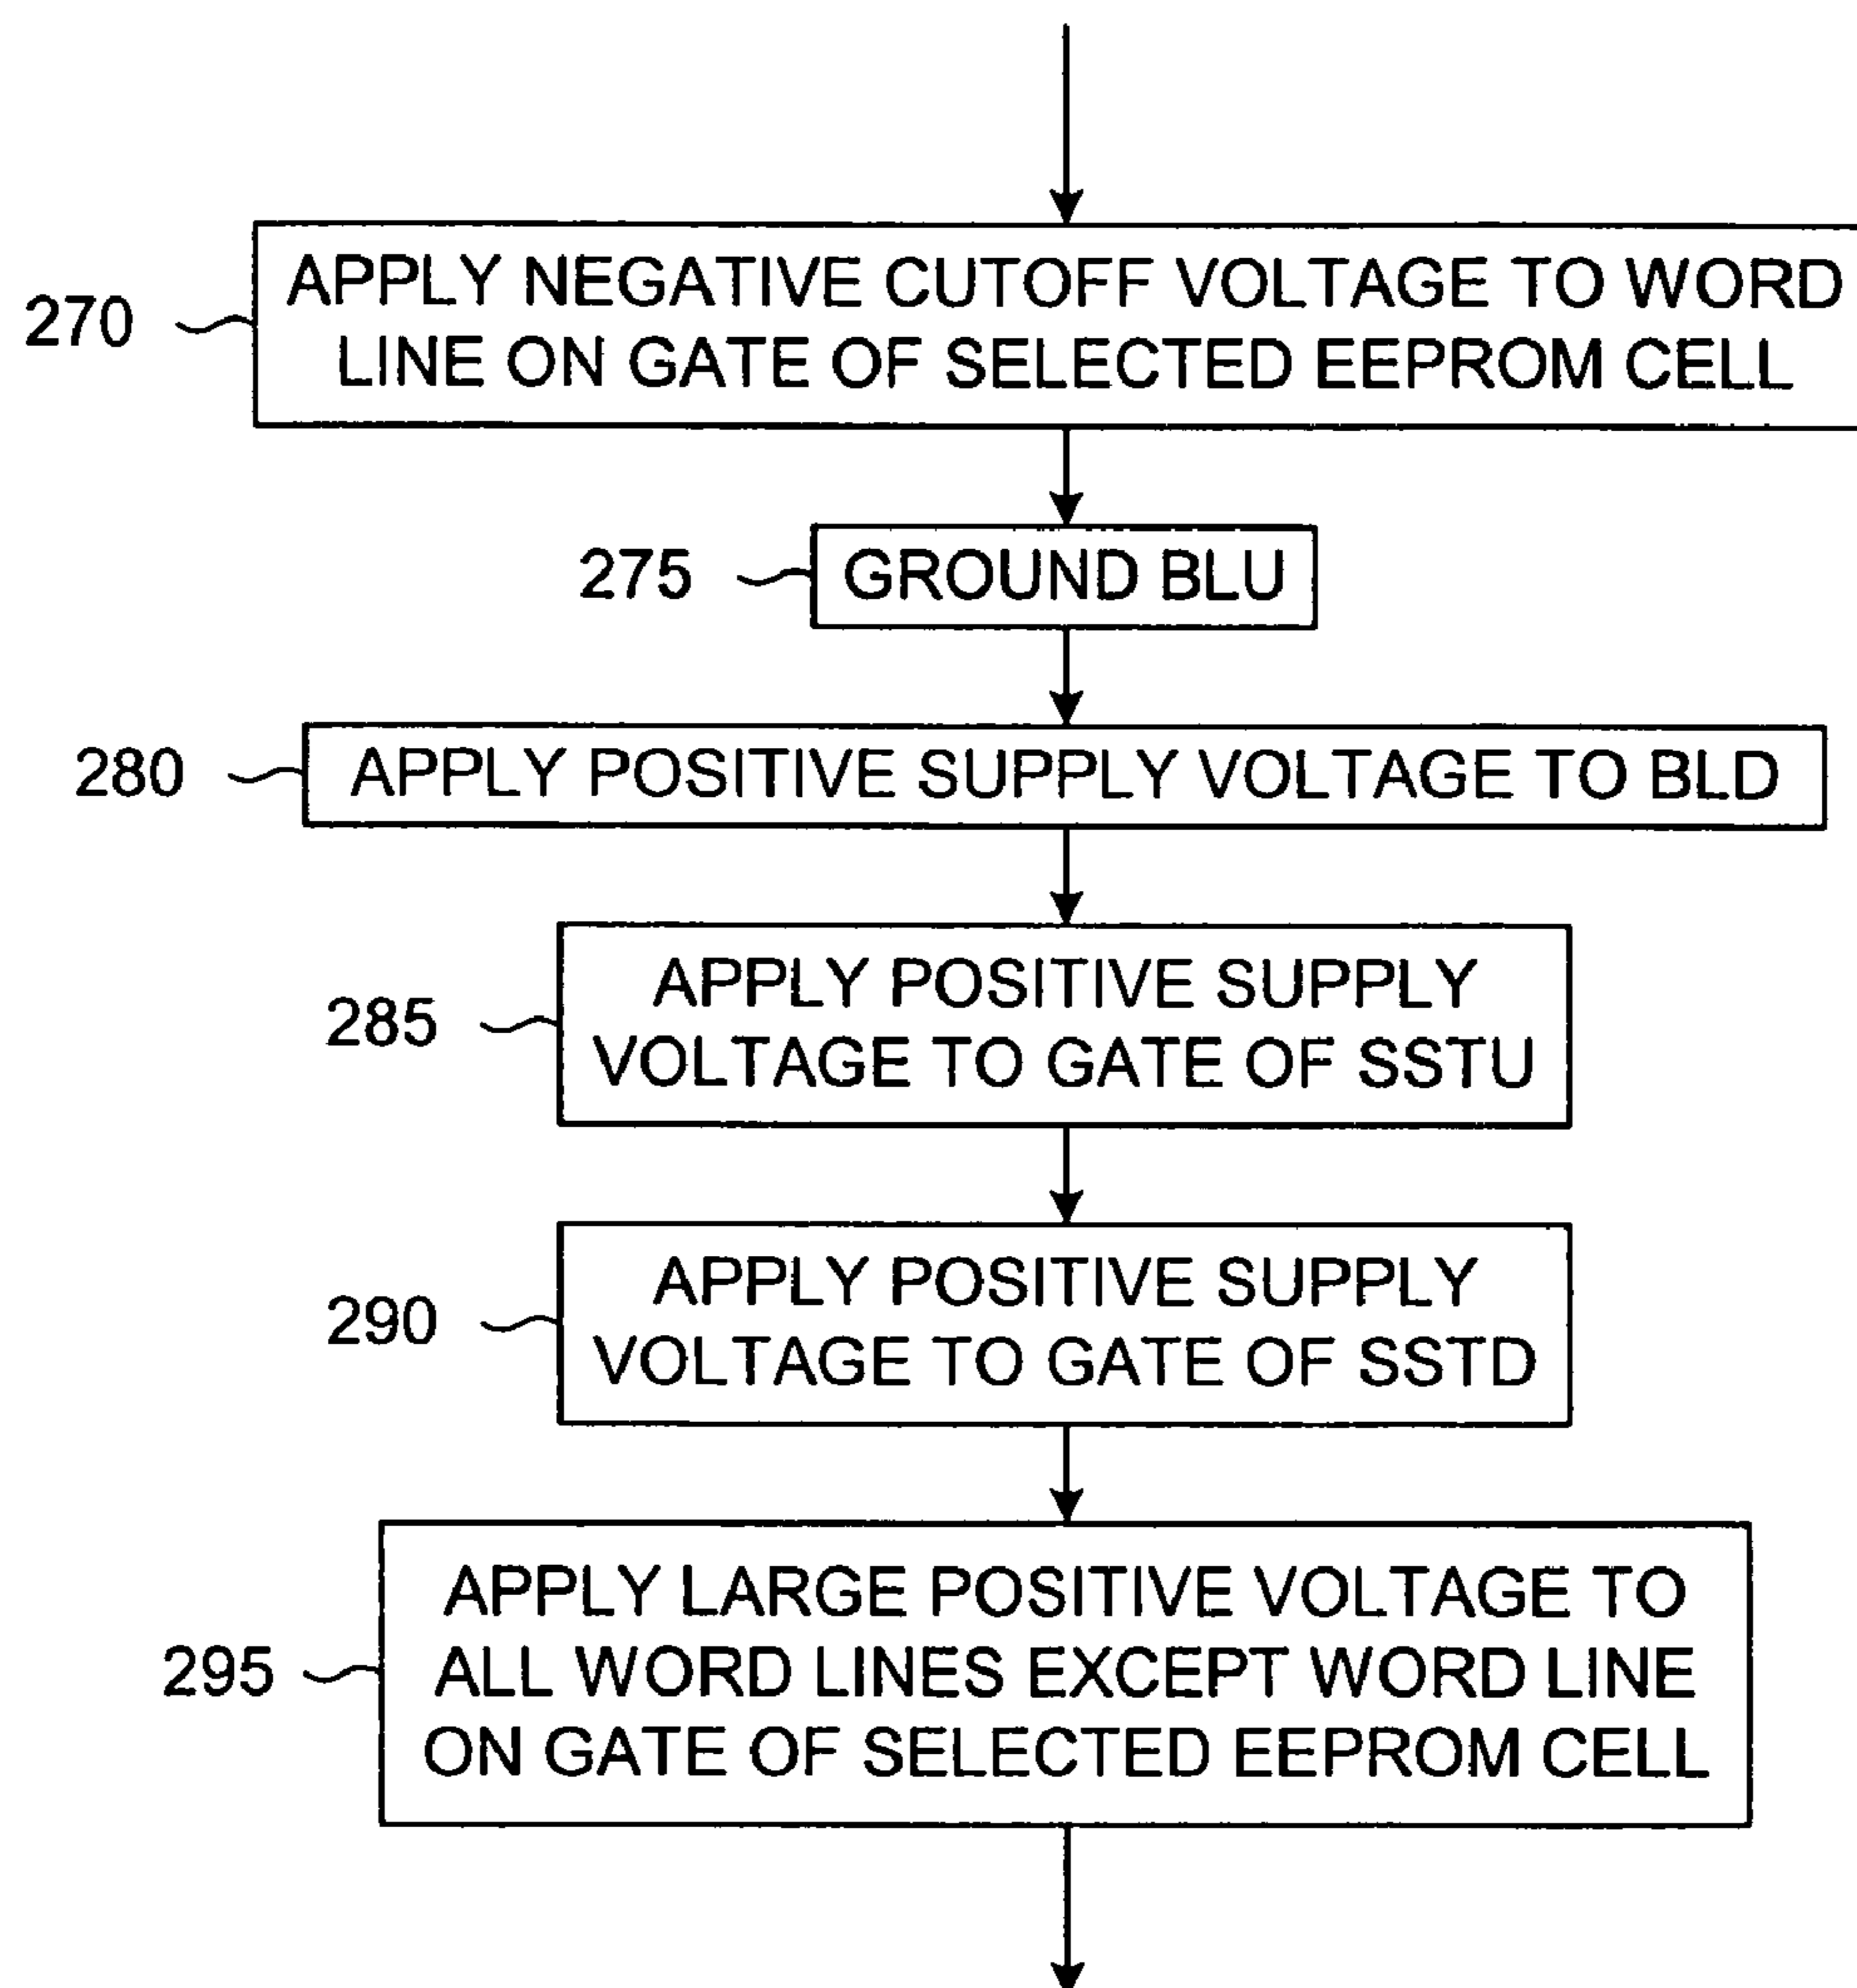 270
APPLY NEGATIVE CUTOFF VOLTAGE TO WORD
LINE ON GATE OF SELECTED EEPROM CELL
275
GROUND BLU
280
APPLY POSITIVE SUPPLY VOLTAGE TO BLD
285
APPLY POSITIVE SUPPLY
VOLTAGE TO GATE OF SSTU
290
APPLY POSITIVE SUPPLY
VOLTAGE TO GATE OF SSTD
295
APPLY LARGE POSITIVE VOLTAGE TO
ALL WORD LINES EXCEPT WORD LINE
ON GATE OF SELECTED EEPROM CELL